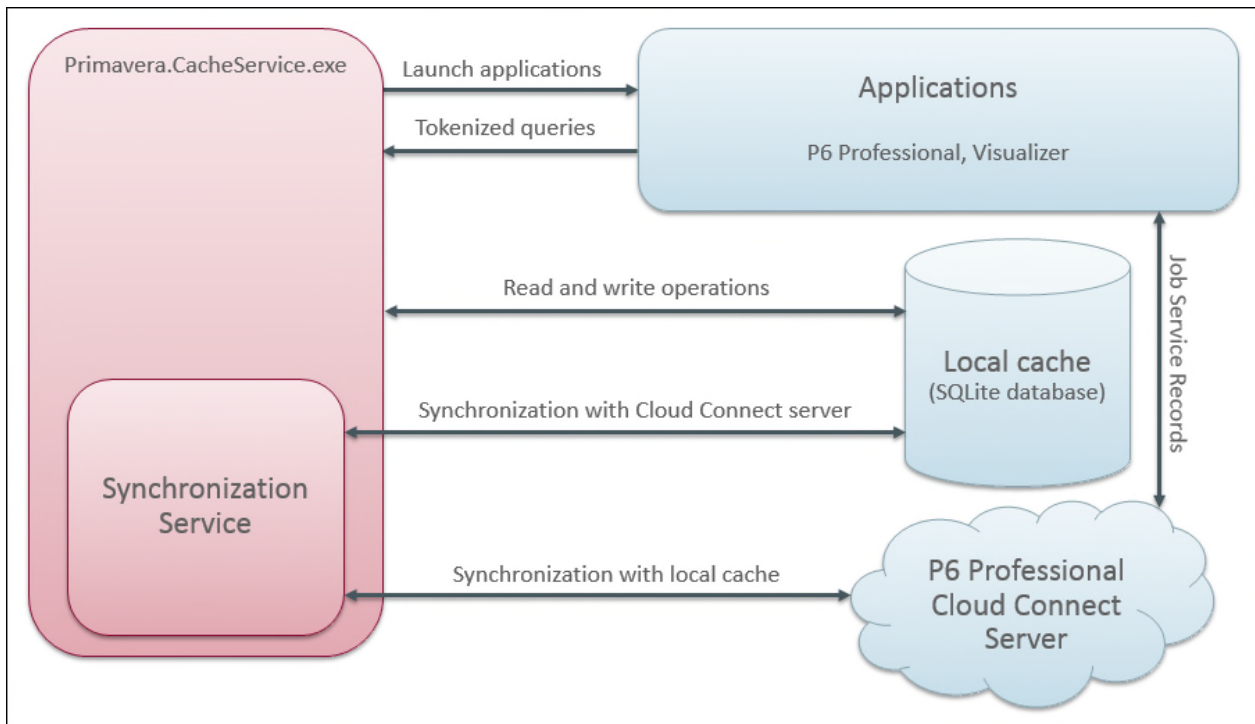 Primavera.CacheService.exe
Launch applications
Tokenized queries
Applications
P6 Professional, Visualizer
Read and write operations
Local cache
(SQLite database)
Job Service Records
Synchronization with Cloud Connect server
Synchronization
Service
Synchronization with local cache
P6 Professional
Cloud Connect
Server